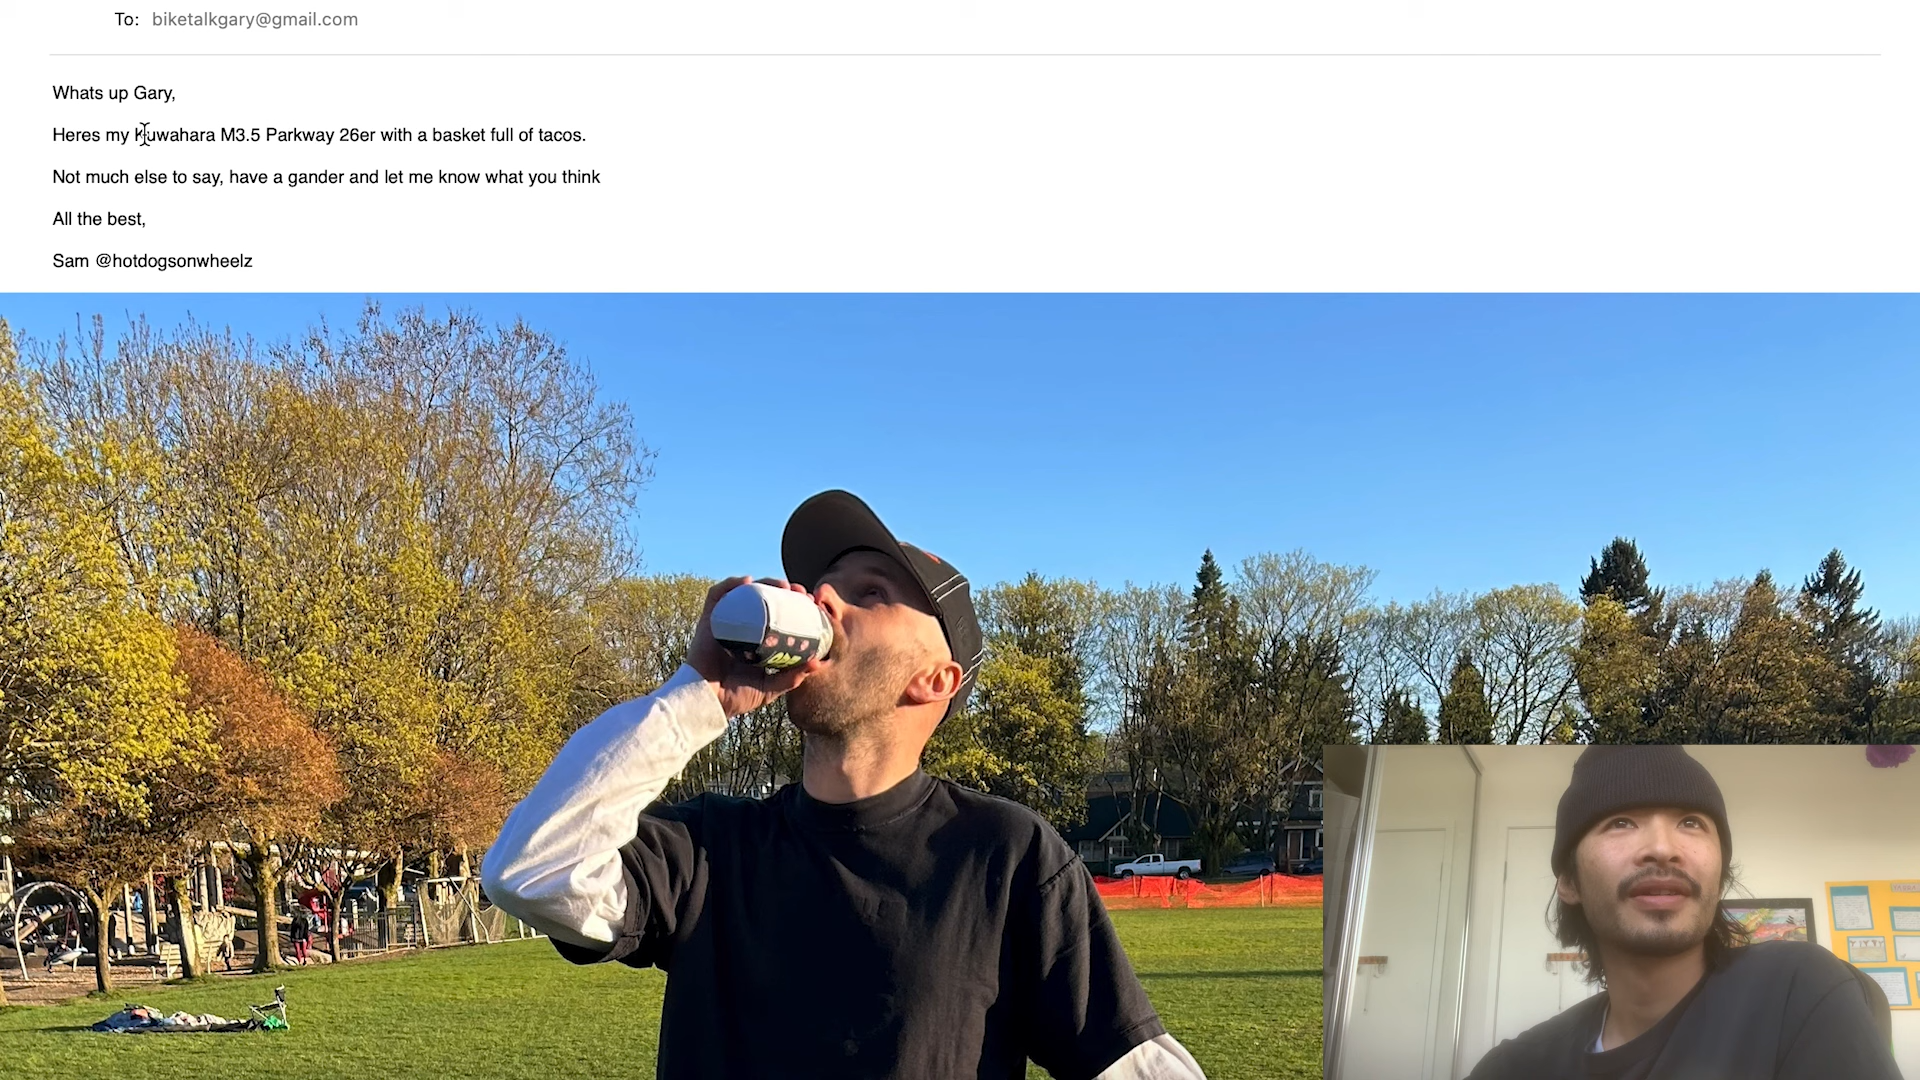 To: biketalkgary@gmail.com
Whats up Gary,
Heres my Kuwahara M3.5 Parkway 26er with a basket full of tacos.
Not much else to say, have a gander and let me know what you think
All the best,
Sam @hotdogsonwheelz